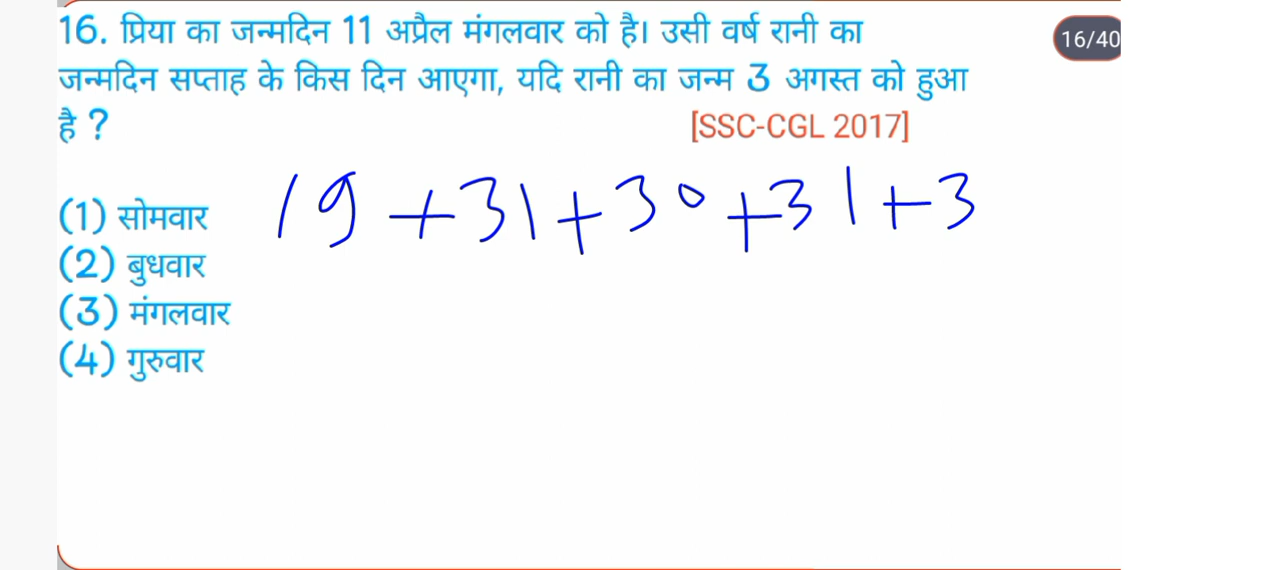 16. प्रिया का जन्मदिन 11 अप्रैल मंगलवार को है। उसी वर्ष रानी का
16/40
जन्मदिन सप्ताह के किस दिन आएगा, यदि रानी का जन्म 3 अगस्त को हुआ
है ? [SSC-CGL 2017]
19 + 31 + 30 + 31 + 3
(1) सोमवार
(2) बुधवार
(3) मंगलवार
(4) गुरुवार